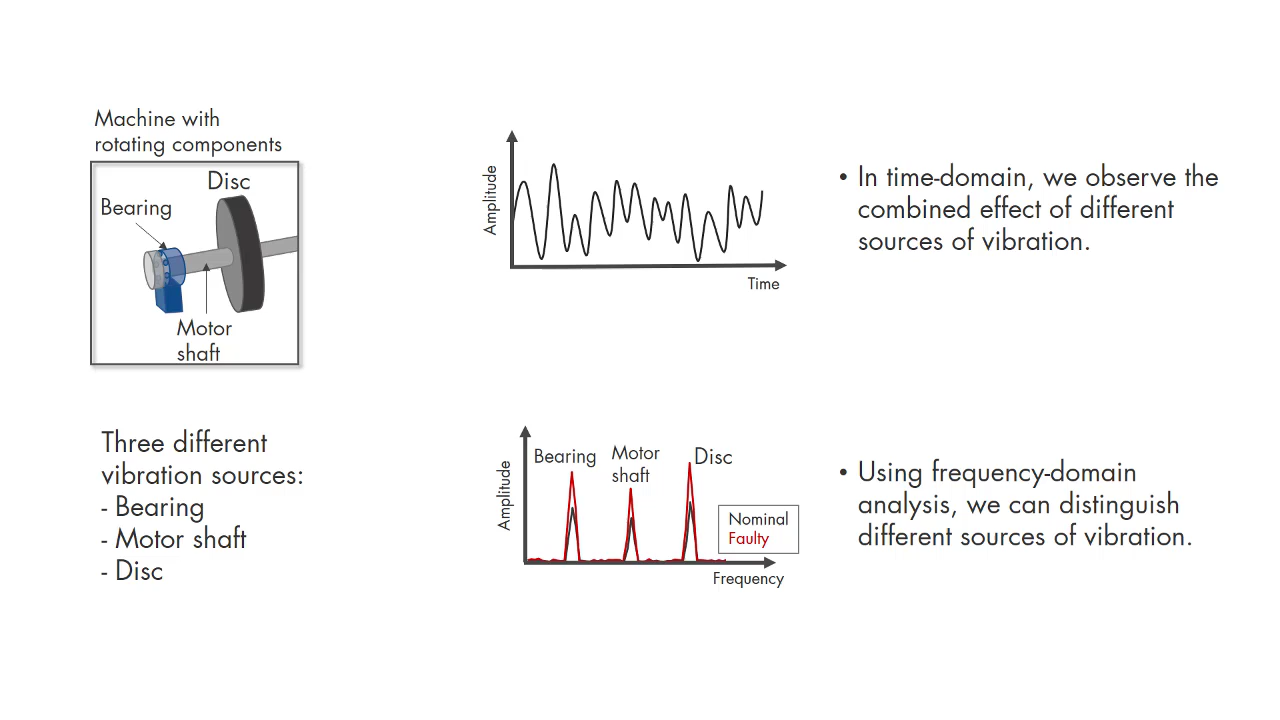 Machine with
rotating components
Disc
Bearing
Motor
shaft
Amplitude
Time
• In time-domain, we observe the
combined effect of different
sources of vibration.
Three different
vibration sources:
- Bearing
- Motor shaft
- Disc
Amplitude
Bearing
Motor
shaft
Disc
Nominal
Faulty
Frequency
• Using frequency-domain
analysis, we can distinguish
different sources of vibration.